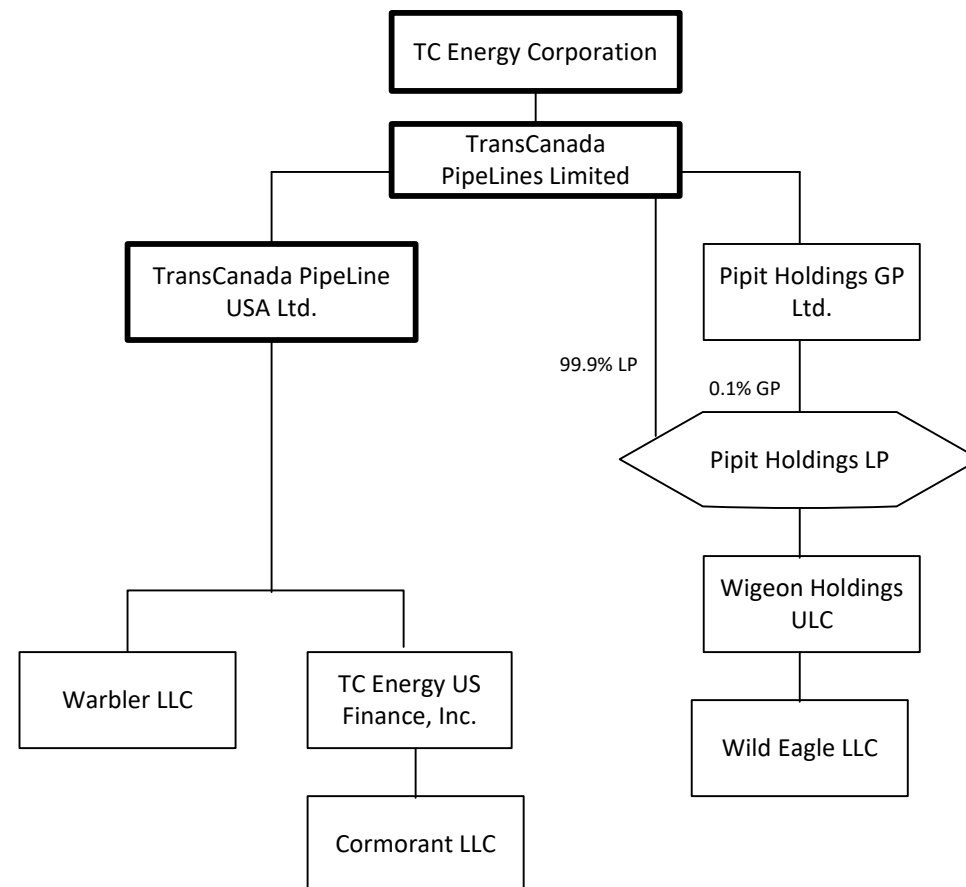 TC Energy Corporation
TransCanada
PipeLines Limited
TransCanada PipeLine
USA Ltd.
Pipit Holdings GP
Ltd.
99.9% LP
0.1% GP
Pipit Holdings LP
Wigeon Holdings
ULC
Warbler LLC
TC Energy US
Finance, Inc.
Wild Eagle LLC
Cormorant LLC